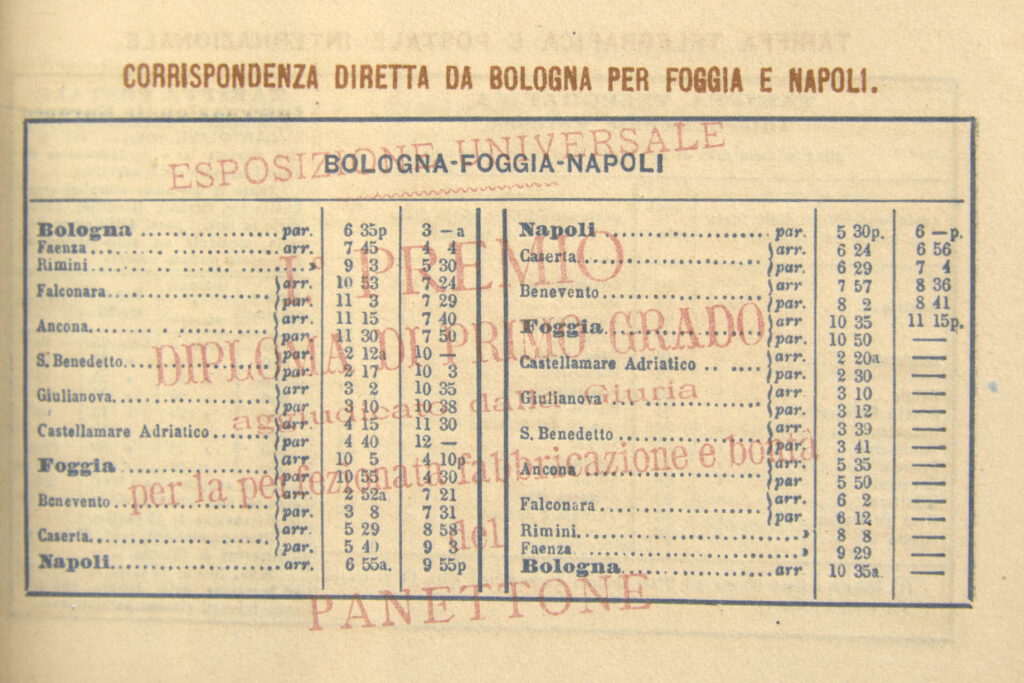 CORRISPONDENZA DIRETTA DA BOLOGNA PER FOGGIA E NAPOLI.
ESPOSIZIONE UNIVERSALE
BOLOGNA-FOGGIA-NAPOLI
Bologna par. 6 35p 3 — a
Faenza arr. 7 45 4 4
Rimini » 9 3 5 30
Falconara arr. 10 53 7 24
par. 11 3 7 29
Ancona arr. 11 15 7 40
par. 11 30 7 50
S. Benedetto arr. 2 12a 10 —
par. 2 17 10 3
Giulianova arr 3 2 10 35
par 3 10 10 38
Castellamare Adriatico arr. 4 15 11 30
par 4 40 12 —
Foggia arr. 10 5 4 10p
par. 10 55 4 30
Benevento arr. 2 52a 7 21
par. 3 8 7 31
Caserta arr. 5 29 8 58
par. 5 4 9 3
Napoli arr. 6 55a. 9 55p
Napoli par. 5 30p. 6 — p.
Caserta arr. 6 24 6 56
par. 6 29 7 4
Benevento arr 7 57 8 36
par. 8 2 8 41
Foggia arr 10 35 11 15p.
par. 10 50 —
Castellamare Adriatico arr. 2 20a —
par. 2 30 —
Giulianova arr 3 10 —
par 3 12 —
S. Benedetto arr. 3 39 —
par. 3 41 —
Ancona arr. 5 35 —
par 5 50 —
Falconara arr. 6 2 —
par 6 12 —
Rimini » 8 8 —
Faenza » 9 29 —
Bologna arr 10 35a. —
1° PREMIO
DIPLOMA DI PRIMO GRADO
aggiudicato dalla Giuria
per la perfezionata fabbricazione e bontà
del
PANETTONE